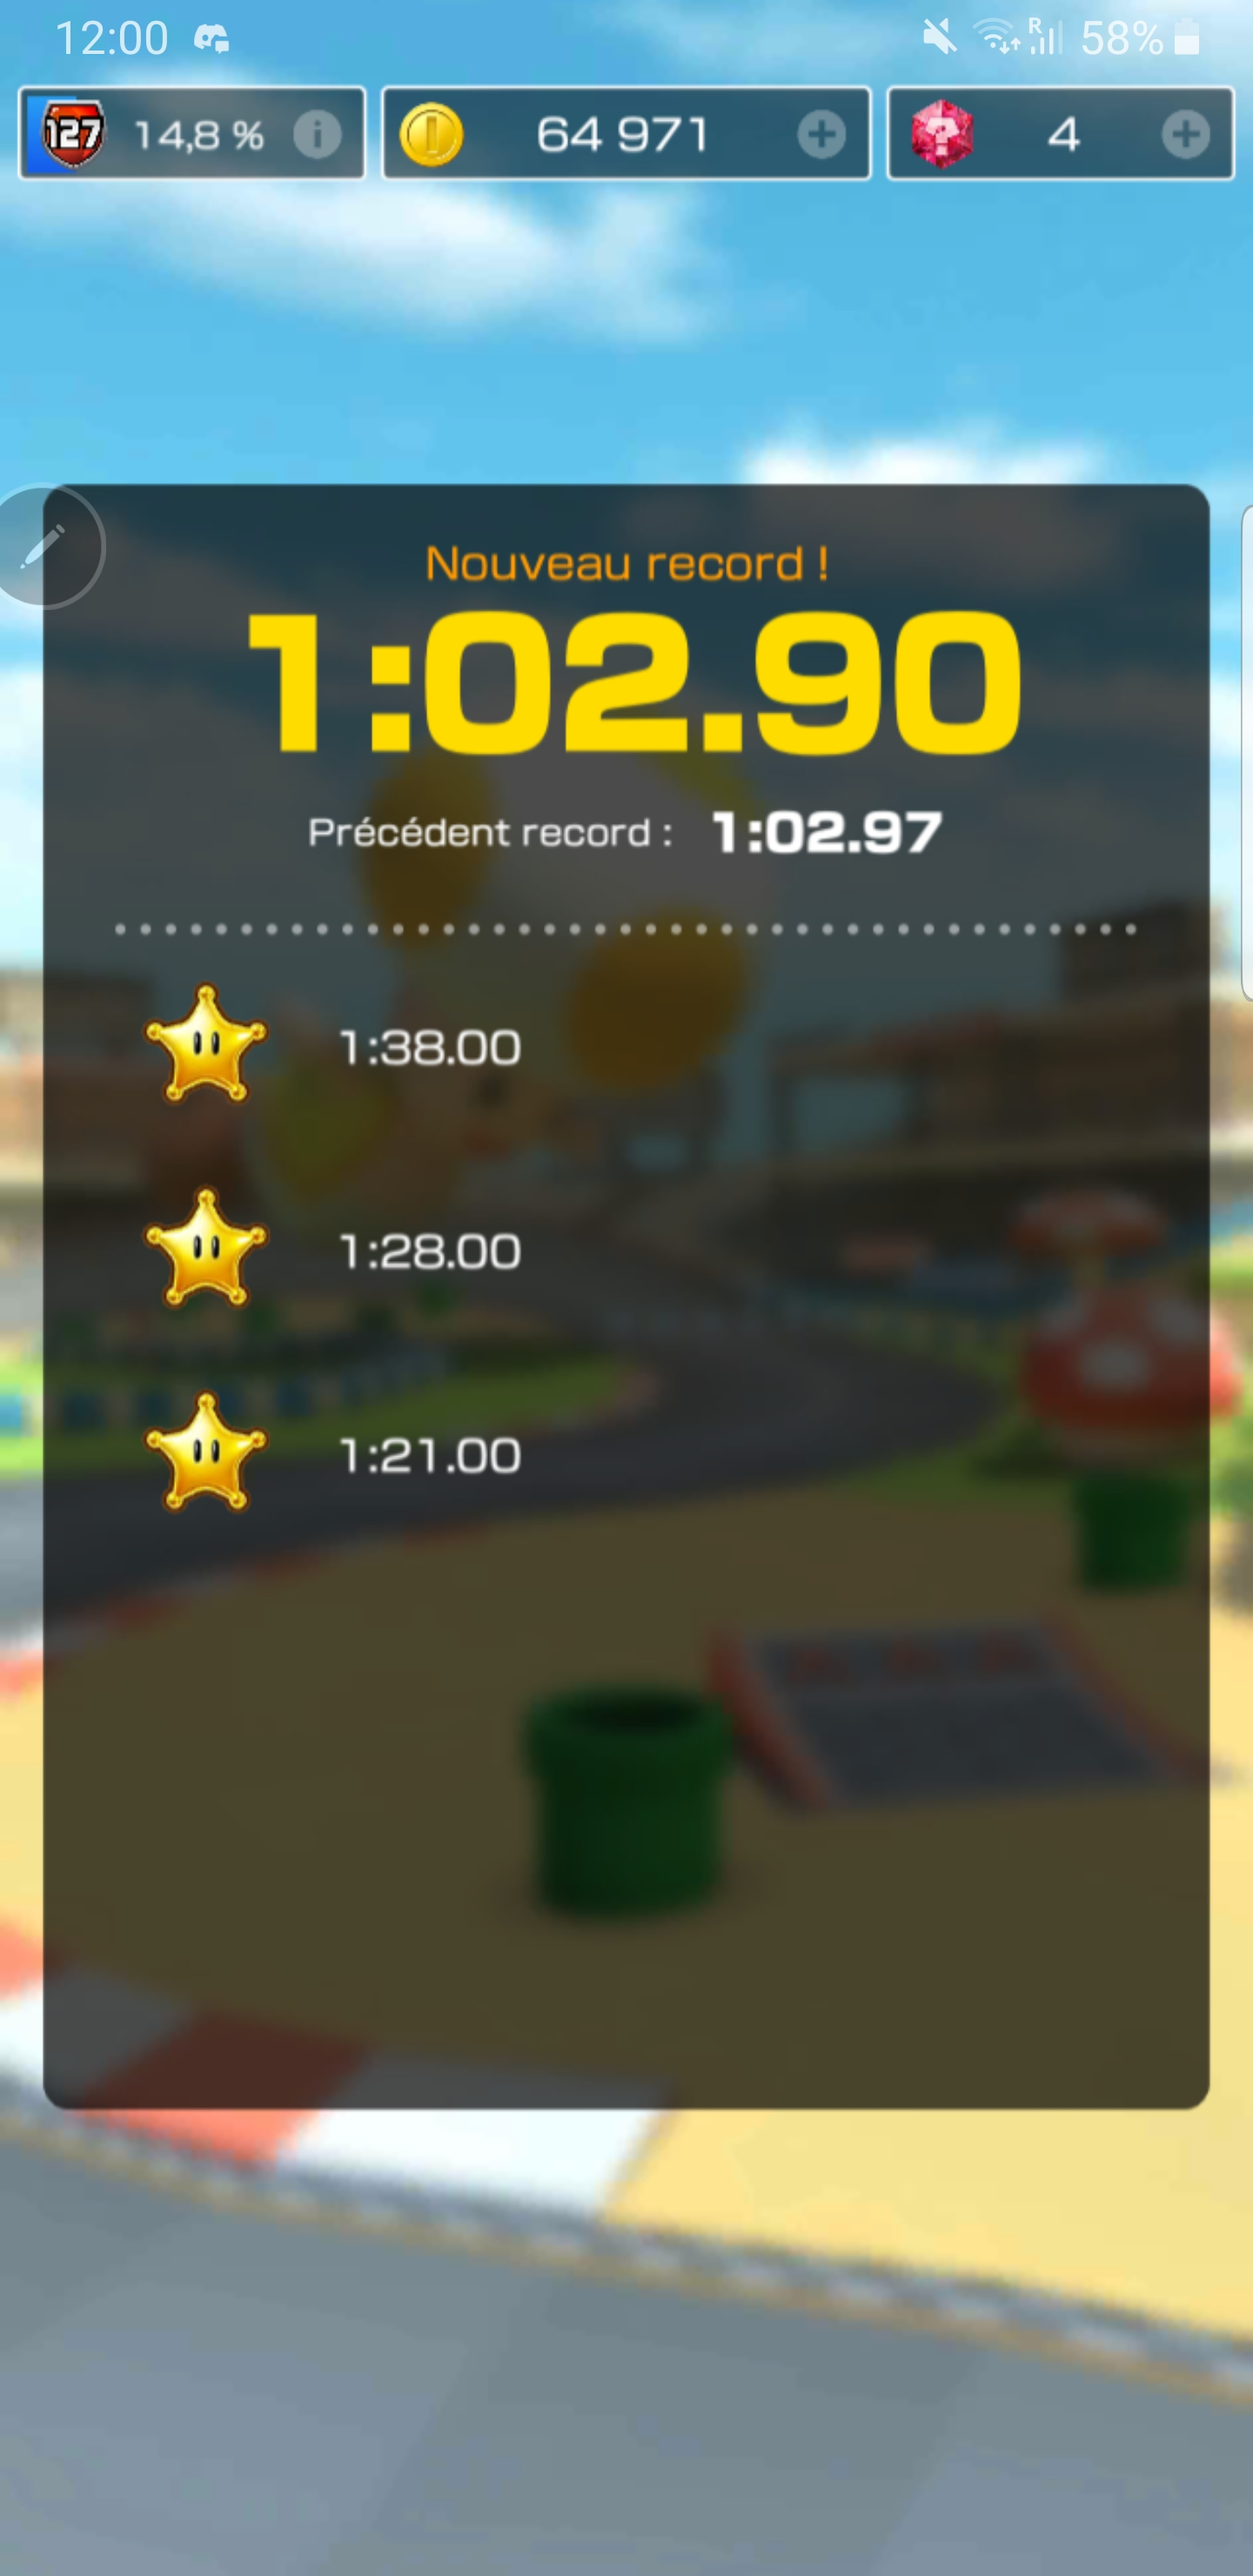 12:00 R 58%
127 14,8 % i 64 971 + ? 4 +
Nouveau record !
1:02.90
Précédent record : 1:02.97
1:38.00
1:28.00
1:21.00